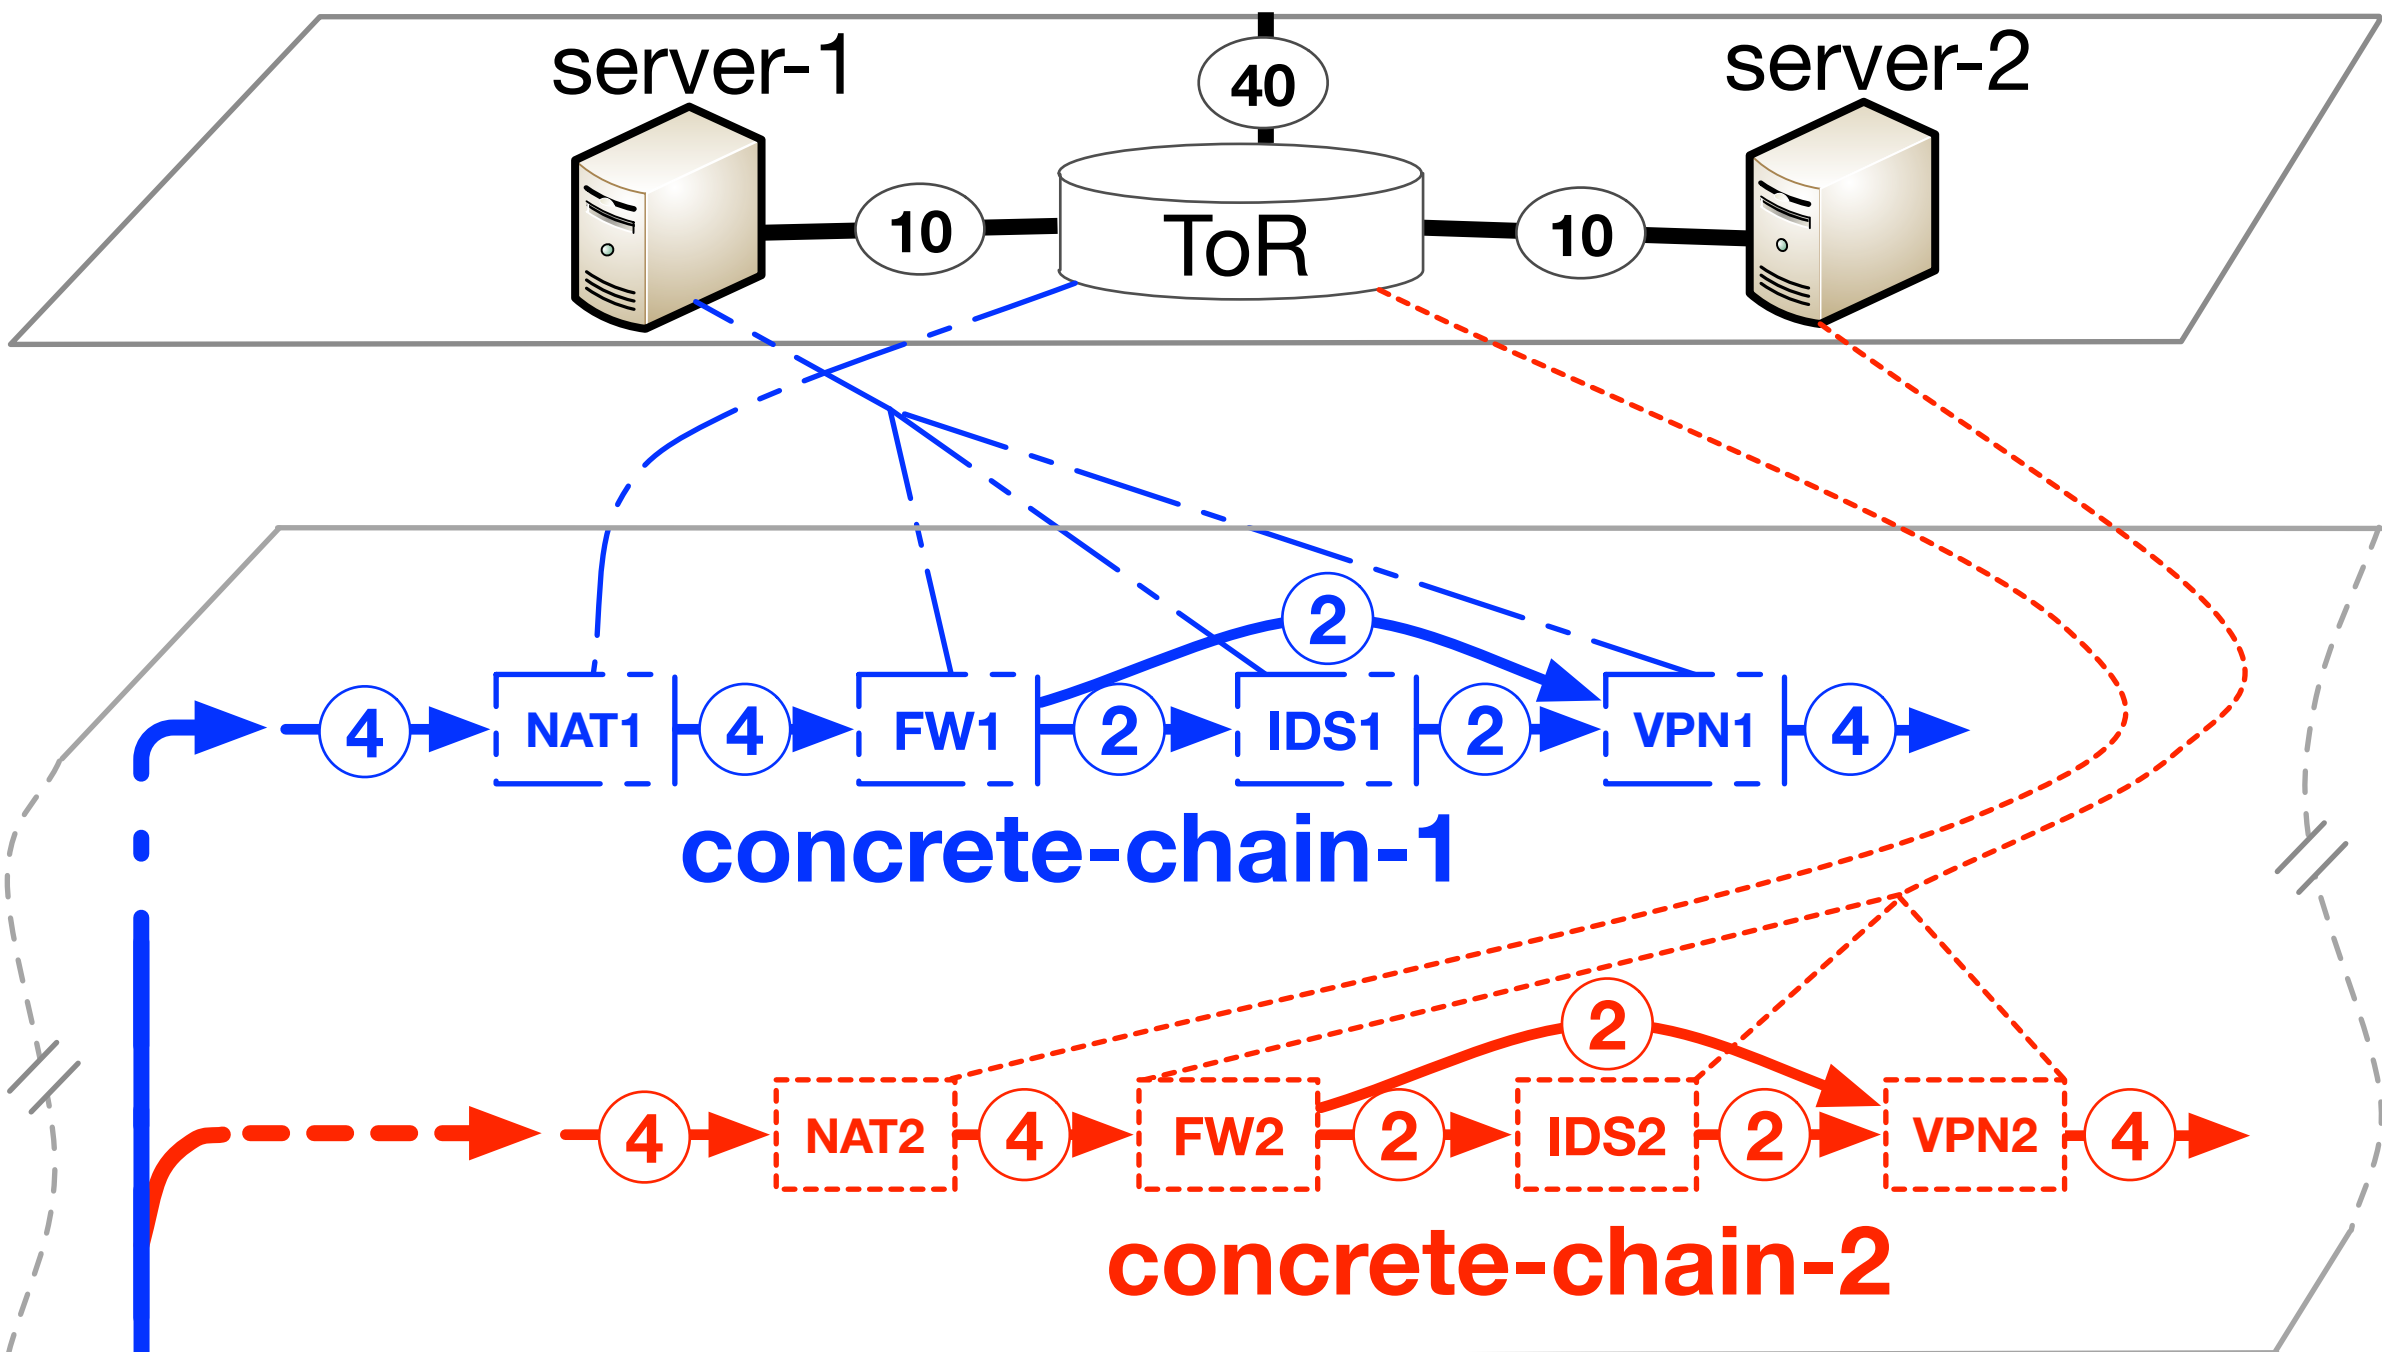 server-1
40
server-2
10
ToR
10
2
4
NAT1
4
FW1
2
IDS1
2
VPN1
4
concrete-chain-1
2
4
NAT2
4
FW2
2
IDS2
2
VPN2
4
concrete-chain-2